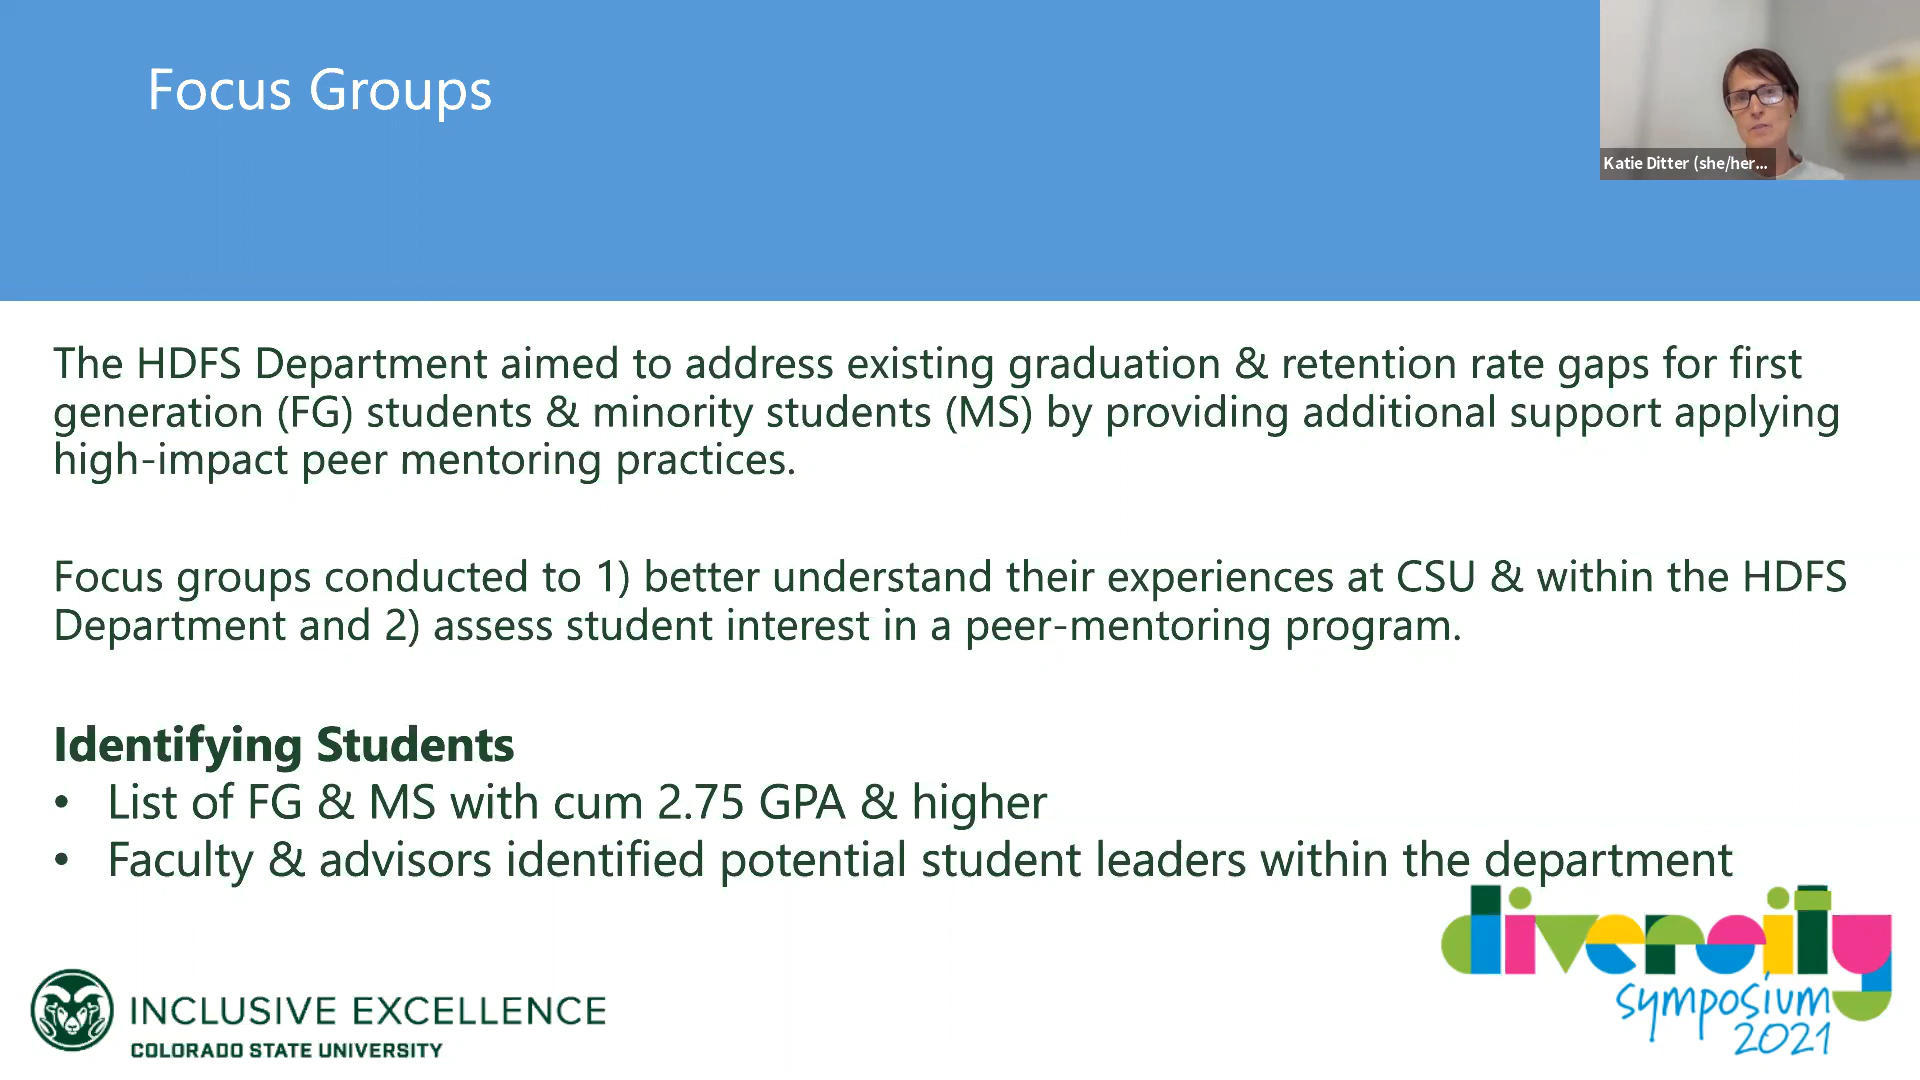 Focus Groups
Katie Ditter (she/her...
The HDFS Department aimed to address existing graduation & retention rate gaps for first
generation (FG) students & minority students (MS) by providing additional support applying
high-impact peer mentoring practices.
Focus groups conducted to 1) better understand their experiences at CSU & within the HDFS
Department and 2) assess student interest in a peer-mentoring program.
Identifying Students
• List of FG & MS with cum 2.75 GPA & higher
• Faculty & advisors identified potential student leaders within the department
diversity
symposium
2021
INCLUSIVE EXCELLENCE
COLORADO STATE UNIVERSITY